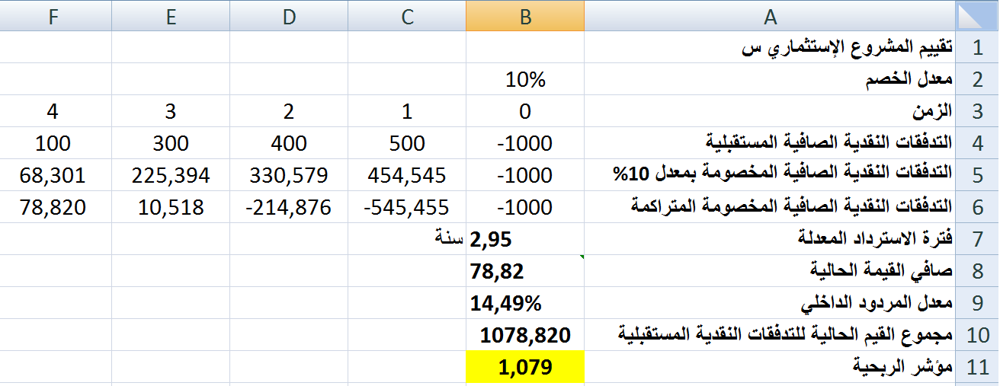 A B C D E F
1 تقييم المشروع الإستثماري س
2 معدل الخصم 10%
3 الزمن 0 1 2 3 4
4 التدفقات النقدية الصافية المستقبلية -1000 500 400 300 100
5 التدفقات النقدية الصافية المخصومة بمعدل 10% -1000 454,545 330,579 225,394 68,301
6 التدفقات النقدية الصافية المخصومة المتراكمة -1000 -545,455 -214,876 10,518 78,820
7 فترة الاسترداد المعدلة 2,95 سنة
8 صافي القيمة الحالية 78,82
9 معدل المردود الداخلي 14,49%
10 مجموع القيم الحالية للتدفقات النقدية المستقبلية 1078,820
11 مؤشر الربحية 1,079